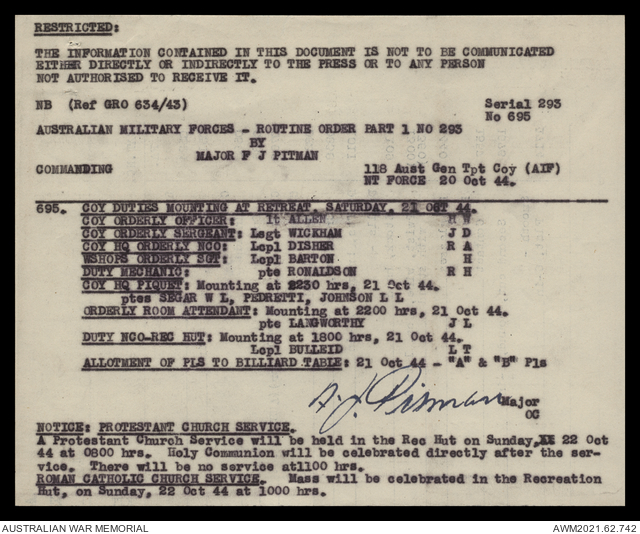 RESTRICTED:
THE INFORMATION CONTAINED IN THIS DOCUMENT IS NOT TO BE COMMUNICATED
EITHER DIRECTLY OR INDIRECTLY TO THE PRESS OR TO ANY PERSON
NOT AUTHORISED TO RECEIVE IT.
NB (Ref GRO 634/43) Serial 293
No 695
AUSTRALIAN MILITARY FORCES - ROUTINE ORDER PART 1 NO 293
BY
MAJOR F J PITMAN
COMMANDING 118 Aust Gen Tpt Coy (AIF)
NT FORCE 20 Oct 44.
695. COY DUTIES MOUNTING AT RETREAT, SATURDAY, 21 OCT 44.
COY ORDERLY OFFICER: lt ALLEN H W
COY ORDERLY SERGEANT: Lsgt WICKHAM J D
COY HQ ORDERLY NCO: Lcpl DISHER R A
WSHOPS ORDERLY SGT: Lcpl BARTON H
DUTY MECHANIC: pte RONALDSON R H
COY HQ PIQUET: Mounting at 2230 hrs, 21 Oct 44.
ptes SEGAR W L, PEDRETTI, JOHNSON L L
ORDERLY ROOM ATTENDANT: Mounting at 2200 hrs, 21 Oct 44.
pte LANGWORTHY J L
DUTY NCO-REC HUT: Mounting at 1800 hrs, 21 Oct 44.
Lcpl BULLEID L T
ALLOTMENT OF PLS TO BILLIARD TABLE: 21 Oct 44 - "A" & "B" Pls
F. J. Pitman Major
OC
NOTICE: PROTESTANT CHURCH SERVICE.
A Protestant Church Service will be held in the Rec Hut on Sunday, 22 Oct
44 at 0800 hrs. Holy Communion will be celebrated directly after the ser-
vice. There will be no service at1100 hrs.
ROMAN CATHOLIC CHURCH SERVICE. Mass will be celebrated in the Recreation
Hut, on Sunday, 22 Oct 44 at 1000 hrs.
AUSTRALIAN WAR MEMORIAL AWM2021.62.742